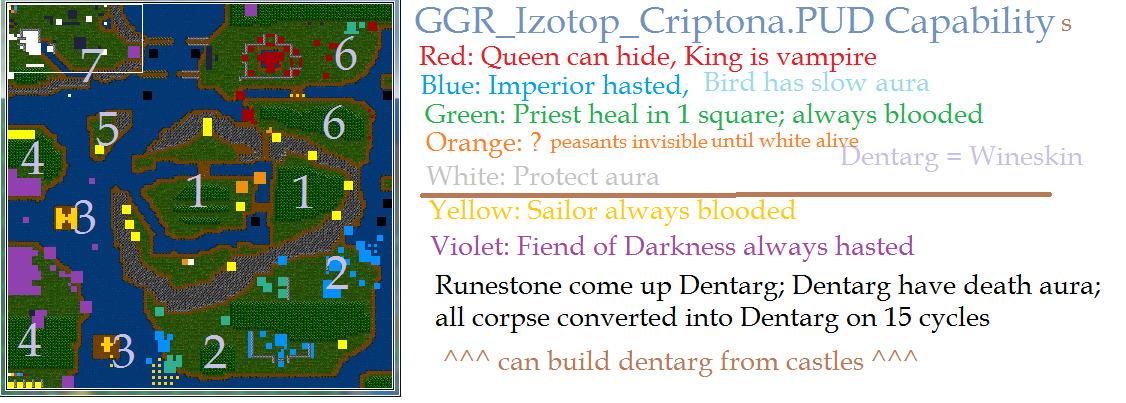 GGR_Izotop_Criptona.PUD Capability s
Red: Queen can hide, King is vampire
Blue: Imperior hasted, Bird has slow aura
Green: Priest heal in 1 square; always blooded
Orange: ? peasants invisible until white alive
Dentarg = Wineskin
White: Protect aura
Yellow: Sailor always blooded
Violet: Fiend of Darkness always hasted
Runestone come up Dentarg; Dentarg have death aura;
all corpse converted into Dentarg on 15 cycles
^^^ can build dentarg from castles ^^^
7
6
5
6
4
1
1
3
2
4
3
2